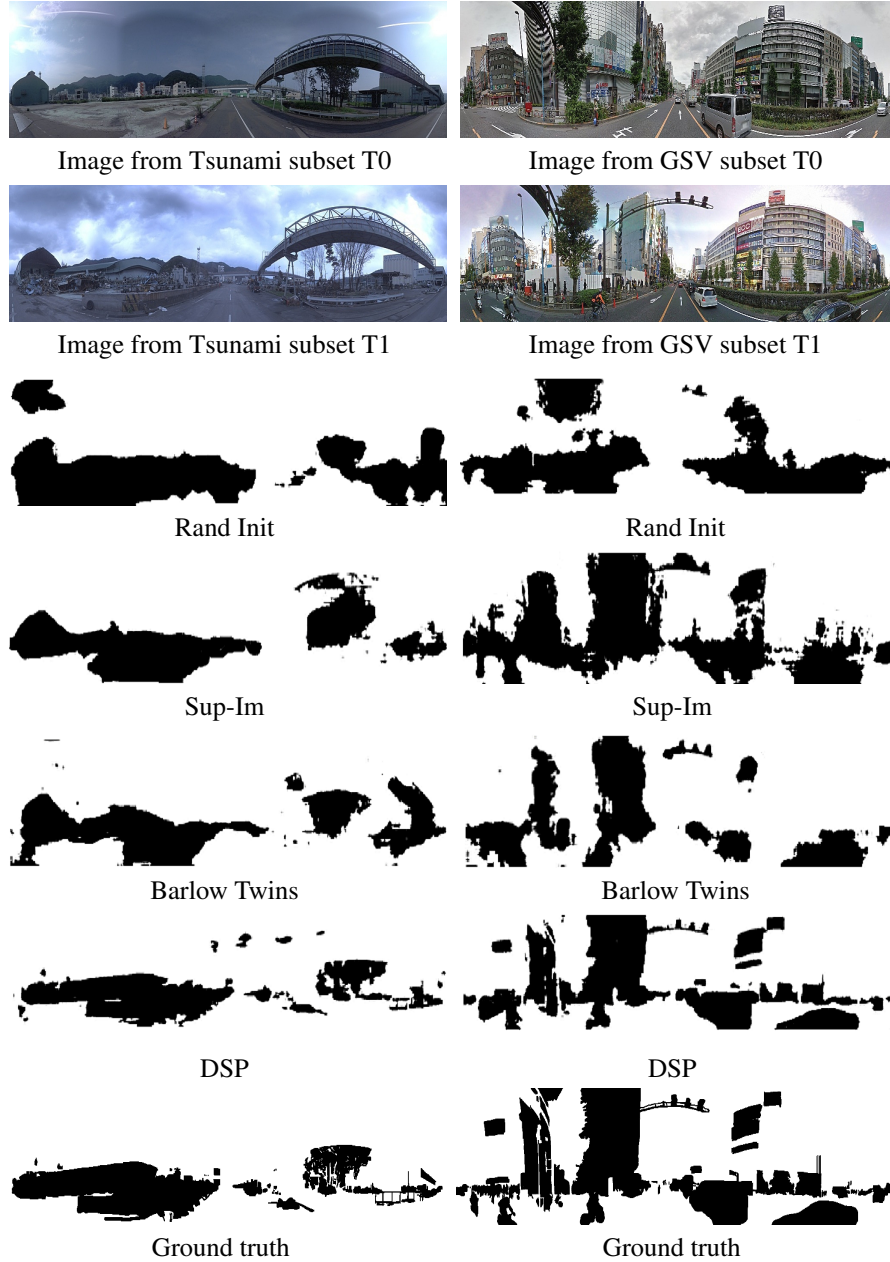 Image from Tsunami subset T0
Image from GSV subset T0
Image from Tsunami subset T1
Image from GSV subset T1
Rand Init
Rand Init
Sup-Im
Sup-Im
Barlow Twins
Barlow Twins
DSP
DSP
Ground truth
Ground truth